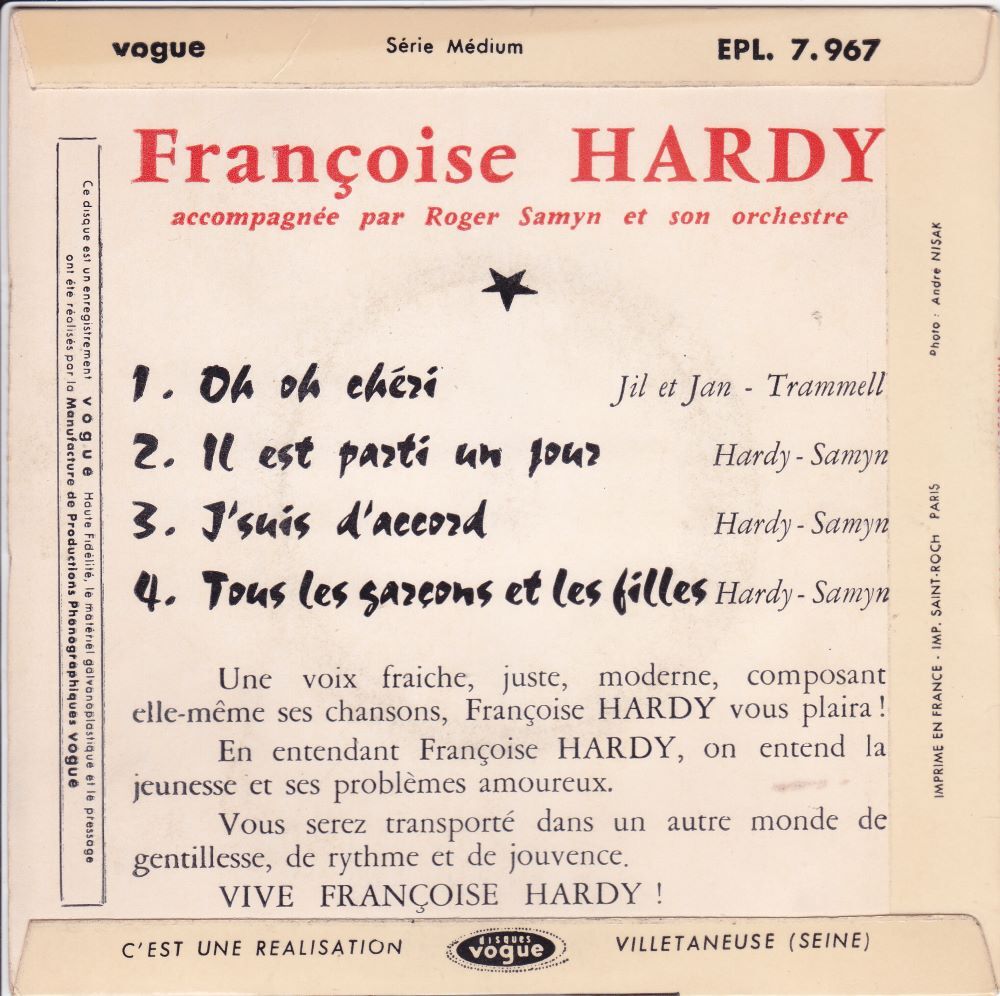 vogue Série Médium EPL. 7.967
Françoise HARDY
accompagnée par Roger Samyn et son orchestre
1. Oh oh chéri Jil et Jan - Trammell
2. Il est parti un jour Hardy - Samyn
3. J'suis d'accord Hardy - Samyn
4. Tous les garçons et les filles Hardy - Samyn
Une voix fraiche, juste, moderne, composant
elle-même ses chansons, Françoise HARDY vous plaira !
En entendant Françoise HARDY, on entend la
jeunesse et ses problèmes amoureux.
Vous serez transporté dans un autre monde de
gentillesse, de rythme et de jouvence.
VIVE FRANÇOISE HARDY !
Ce disque est un enregistrement vogue Haute Fidélité, le matériel galvanoplastique et le pressage
ont été réalisés par la Manufacture de Productions Phonographiques vogue
Photo : André NISAK
IMPRIME EN FRANCE - IMP. SAINT-ROCH PARIS
C'EST UNE REALISATION disques vogue VILLETANEUSE (SEINE)